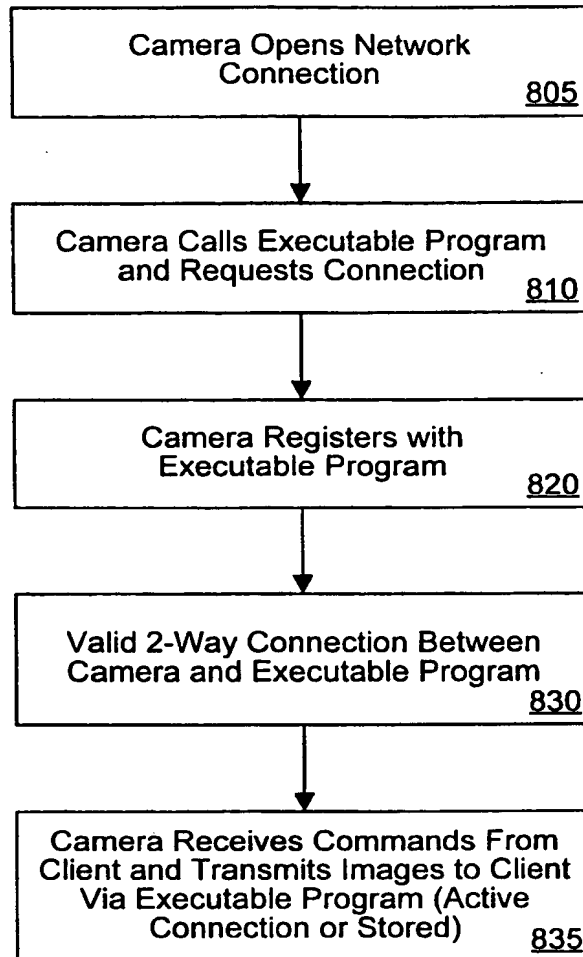 Camera Opens Network
Connection
805
Camera Calls Executable Program
and Requests Connection
810
Camera Registers with
Executable Program
820
Valid 2-Way Connection Between
Camera and Executable Program
830
Camera Receives Commands From
Client and Transmits Images to Client
Via Executable Program (Active
Connection or Stored)
835